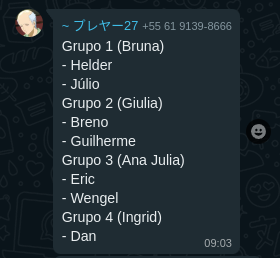 ~ プレヤー27 +55 61 9139-8666
Grupo 1 (Bruna)
- Helder
- Júlio
Grupo 2 (Giulia)
- Breno
- Guilherme
Grupo 3 (Ana Julia)
- Eric
- Wengel
Grupo 4 (Ingrid)
- Dan
09:03